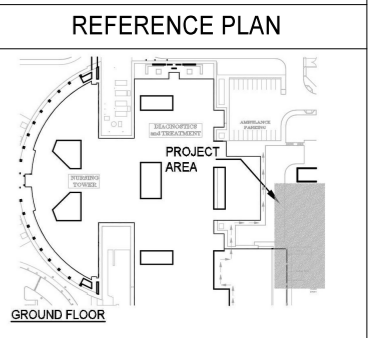 REFERENCE PLAN
AMBULANCE
PARKING
DIAGNOSTICS
and TREATMENT
PROJECT
AREA
NURSING
TOWER
GROUND FLOOR